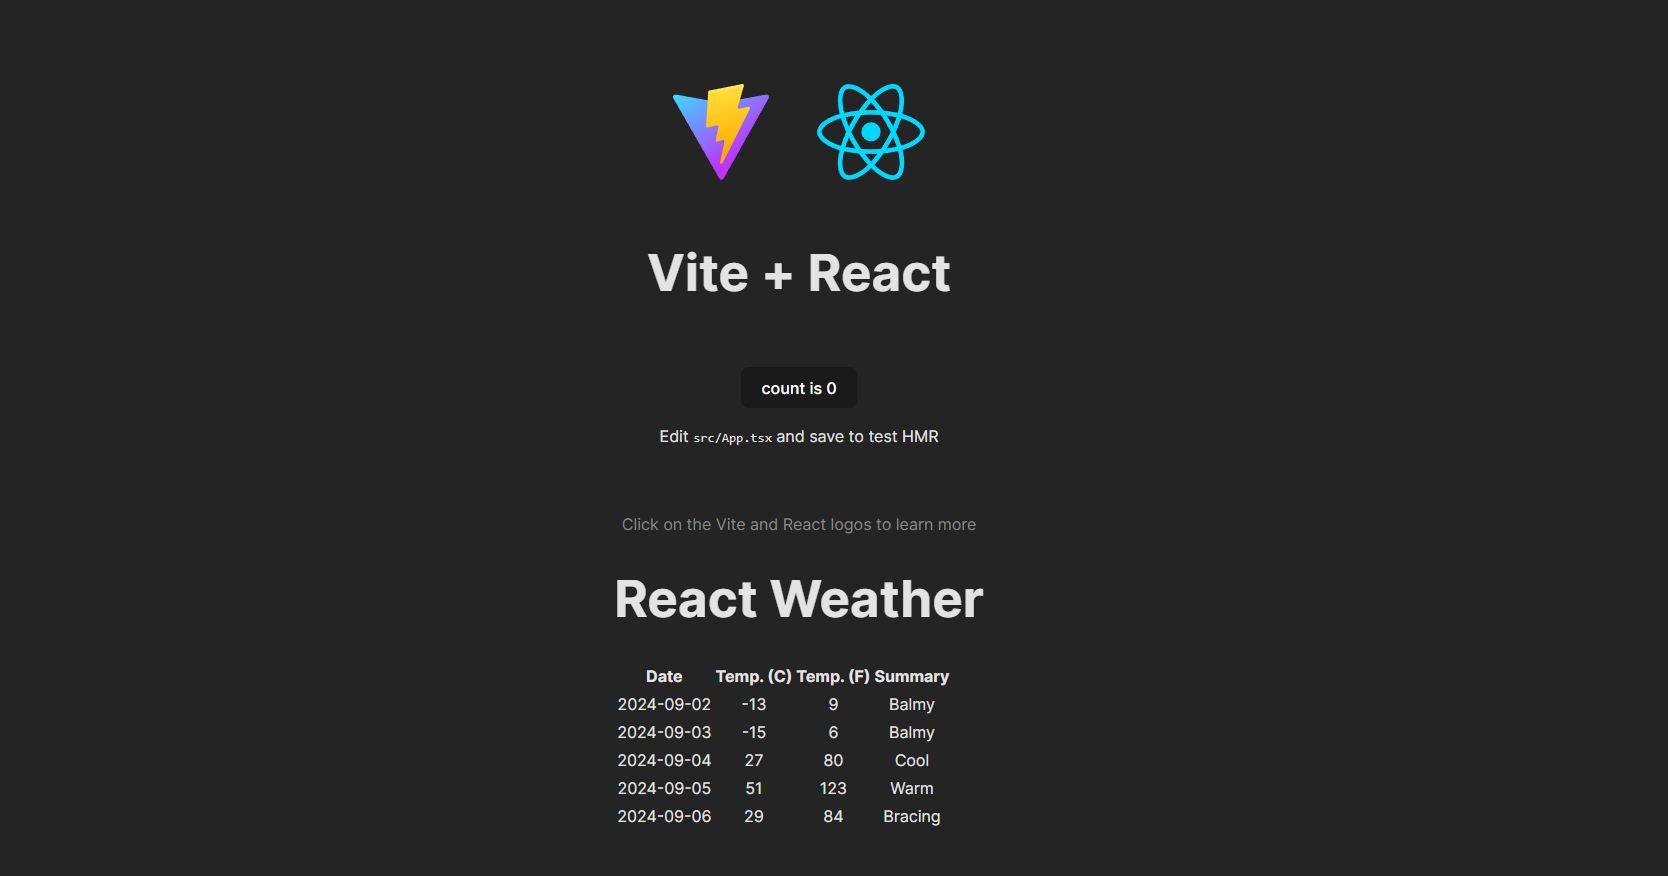 Vite + React
count is 0
Edit src/App.tsx and save to test HMR
Click on the Vite and React logos to learn more
React Weather
Date Temp. (C) Temp. (F) Summary
2024-09-02 -13 9 Balmy
2024-09-03 -15 6 Balmy
2024-09-04 27 80 Cool
2024-09-05 51 123 Warm
2024-09-06 29 84 Bracing